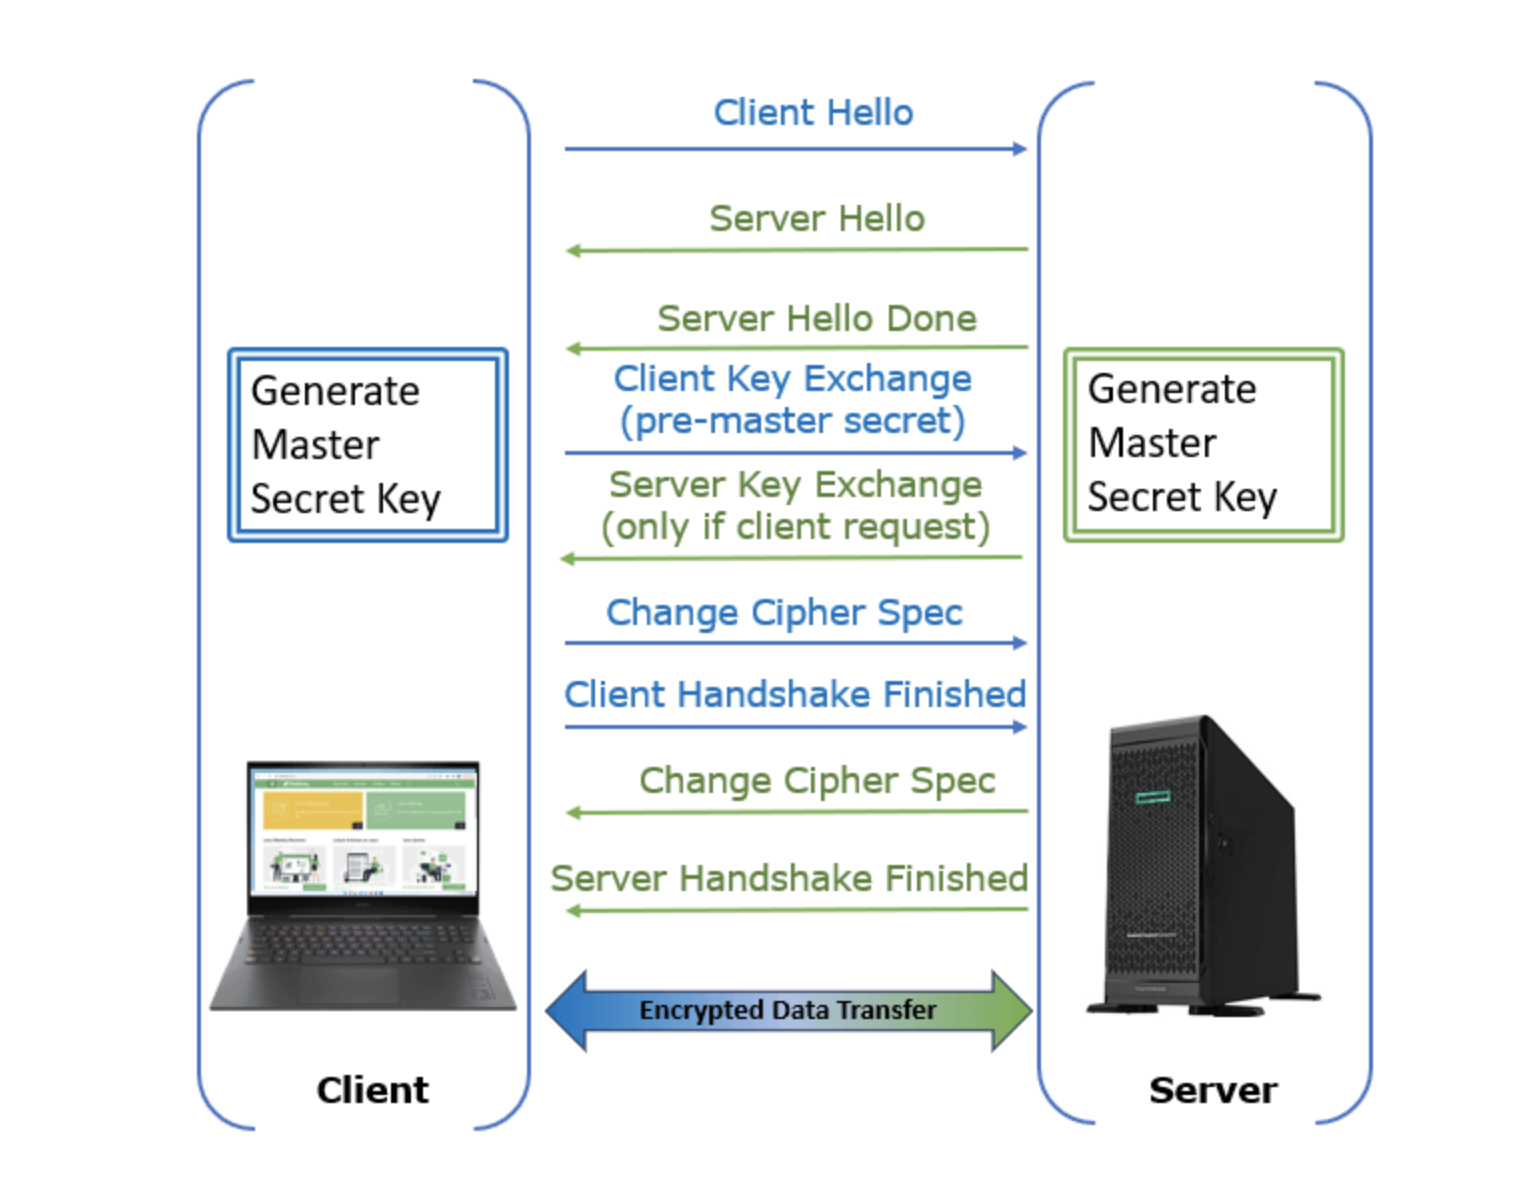 Client Hello
Server Hello
Server Hello Done
Generate
Master
Secret Key
Client Key Exchange
(pre-master secret)
Generate
Master
Secret Key
Server Key Exchange
(only if client request)
Change Cipher Spec
Client Handshake Finished
Change Cipher Spec
Server Handshake Finished
Encrypted Data Transfer
Client
Server